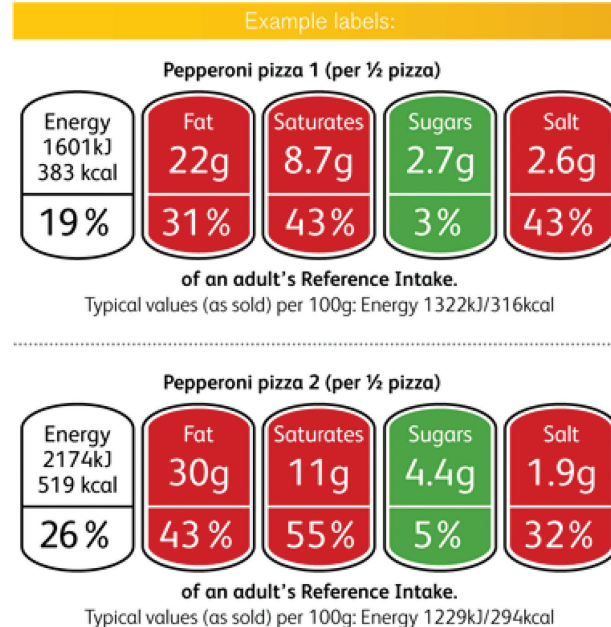 Example labels:
Pepperoni pizza 1 (per ½ pizza)
Energy
1601kJ
383 kcal
19%
Fat
22g
31%
Saturates
8.7g
43%
Sugars
2.7g
3%
Salt
2.6g
43%
of an adult's Reference Intake.
Typical values (as sold) per 100g: Energy 1322kJ/316kcal
Pepperoni pizza 2 (per ½ pizza)
Energy
2174kJ
519 kcal
26%
Fat
30g
43%
Saturates
11g
55%
Sugars
4.4g
5%
Salt
1.9g
32%
of an adult's Reference Intake.
Typical values (as sold) per 100g: Energy 1229kJ/294kcal